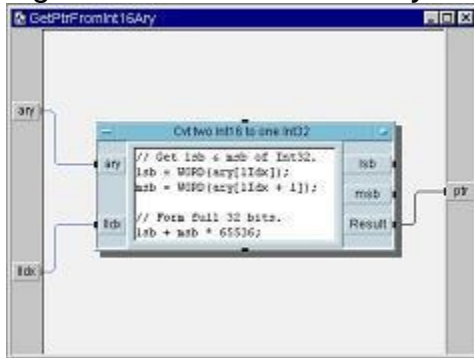 GetPtrFromInt16Ary
ary
Cvt two Int16 to one Int32
ary
// Get lsb & msb of Int32.
lsb = WORD(ary[lIdx]);
msb = WORD(ary[lIdx + 1]);
// Form full 32 bits.
lsb + msb * 65536;
lIdx
lsb
msb
Result
ptr
lIdx